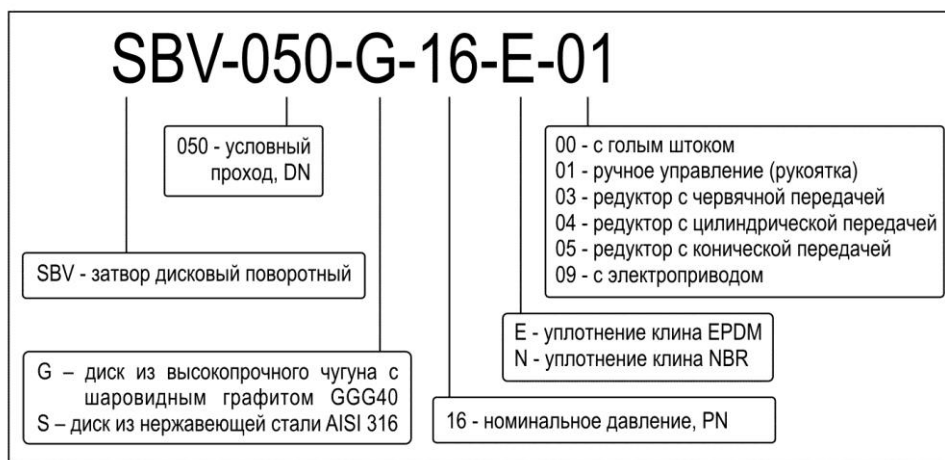 SBV-050-G-16-E-01
050 - условный
проход, DN
00 - с голым штоком
01 - ручное управление (рукоятка)
03 - редуктор с червячной передачей
04 - редуктор с цилиндрической передачей
05 - редуктор с конической передачей
09 - с электроприводом
SBV - затвор дисковый поворотный
E - уплотнение клина EPDM
N - уплотнение клина NBR
G – диск из высокопрочного чугуна с
шаровидным графитом GGG40
S – диск из нержавеющей стали AISI 316
16 - номинальное давление, PN